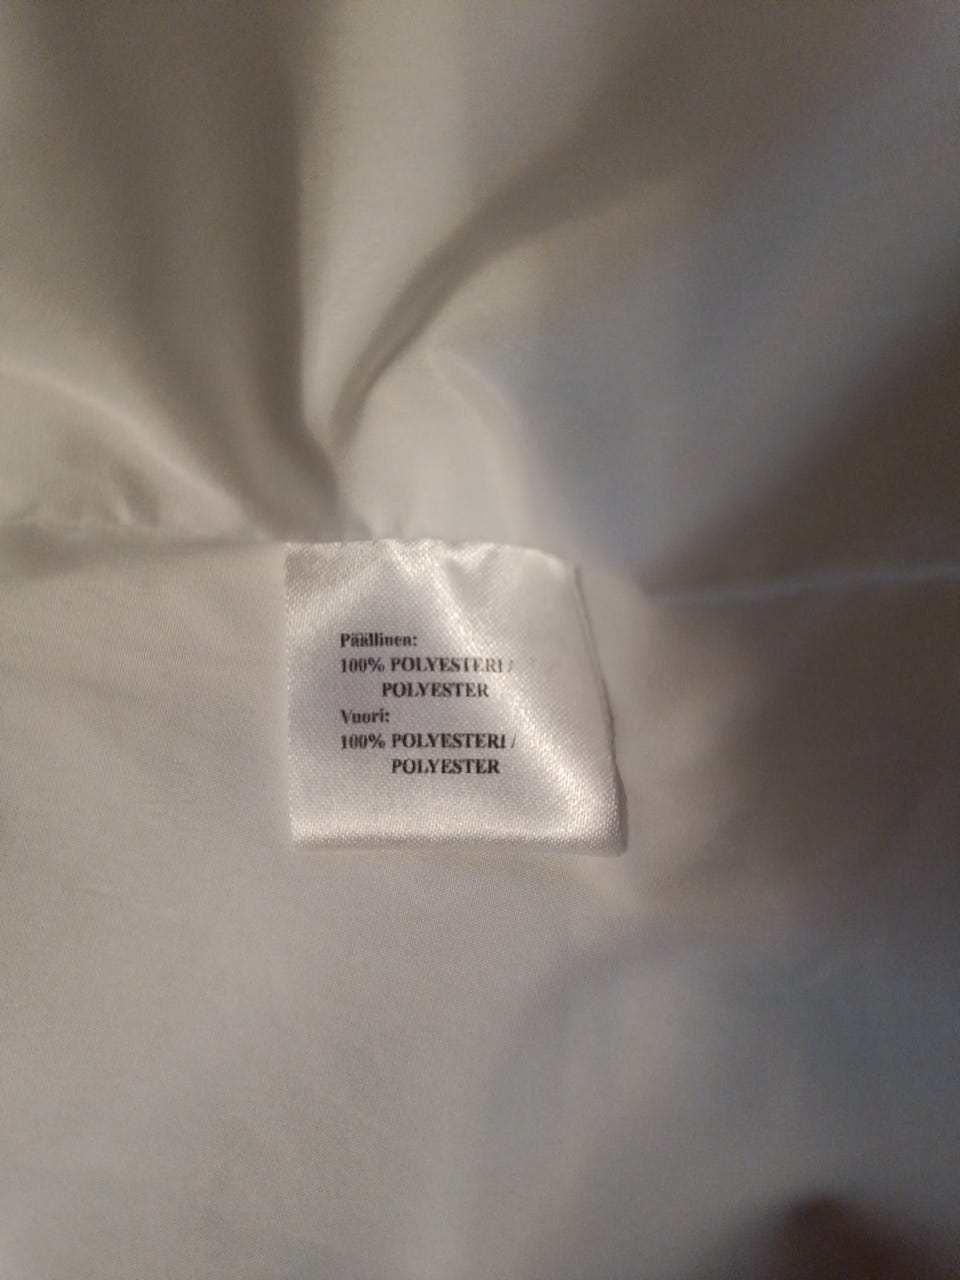 Päällinen:
100% POLYESTERI /
POLYESTER
Vuori:
100% POLYESTERI /
POLYESTER